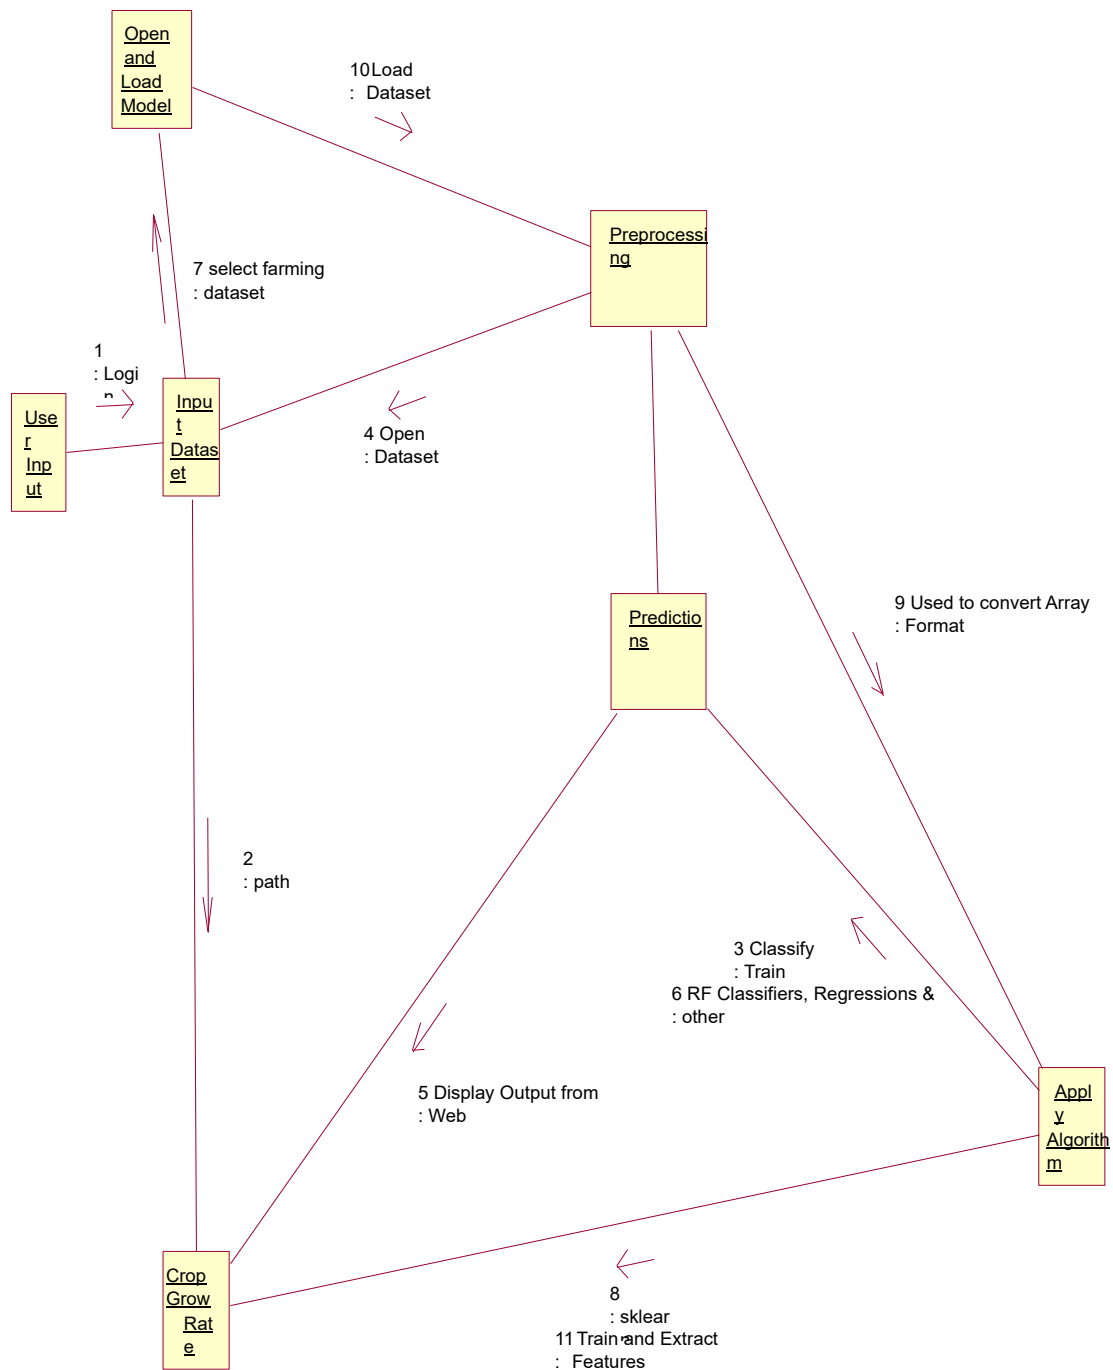 Open
and
Load
Model
10Load
: Dataset
Preprocessi
ng
7 select farming
: dataset
1
: Logi
n
Use
r
Inp
ut
Inpu
t
Datas
et
4 Open
: Dataset
9 Used to convert Array
: Format
Predictio
ns
2
: path
3 Classify
: Train
6 RF Classifiers, Regressions &
: other
5 Display Output from
: Web
Appl
y
Algorith
m
Crop
Grow
Rat
e
8
: sklear
n
11 Train and Extract
: Features